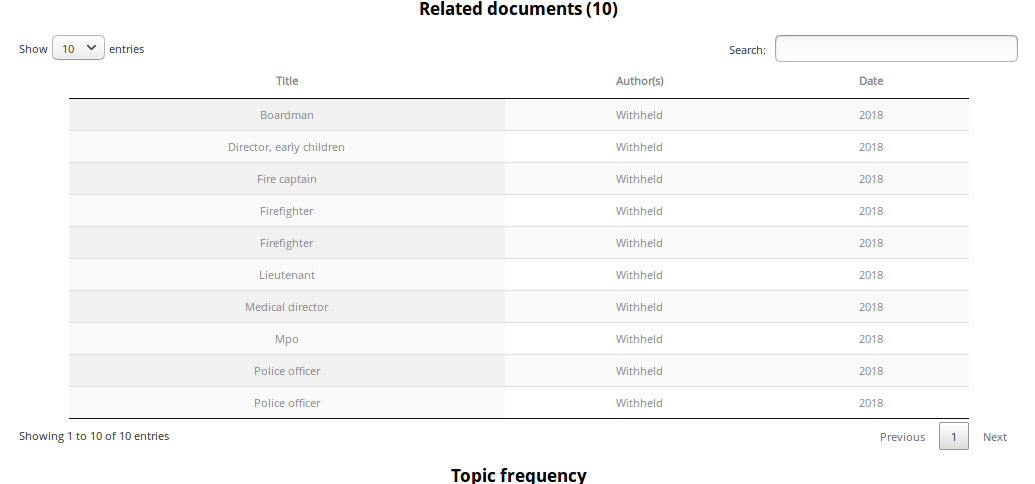 Related documents (10)
Show 10 entries Search:
Title Author(s) Date
Boardman Withheld 2018
Director, early children Withheld 2018
Fire captain Withheld 2018
Firefighter Withheld 2018
Firefighter Withheld 2018
Lieutenant Withheld 2018
Medical director Withheld 2018
Mpo Withheld 2018
Police officer Withheld 2018
Police officer Withheld 2018
Showing 1 to 10 of 10 entries Previous 1 Next
Topic frequency